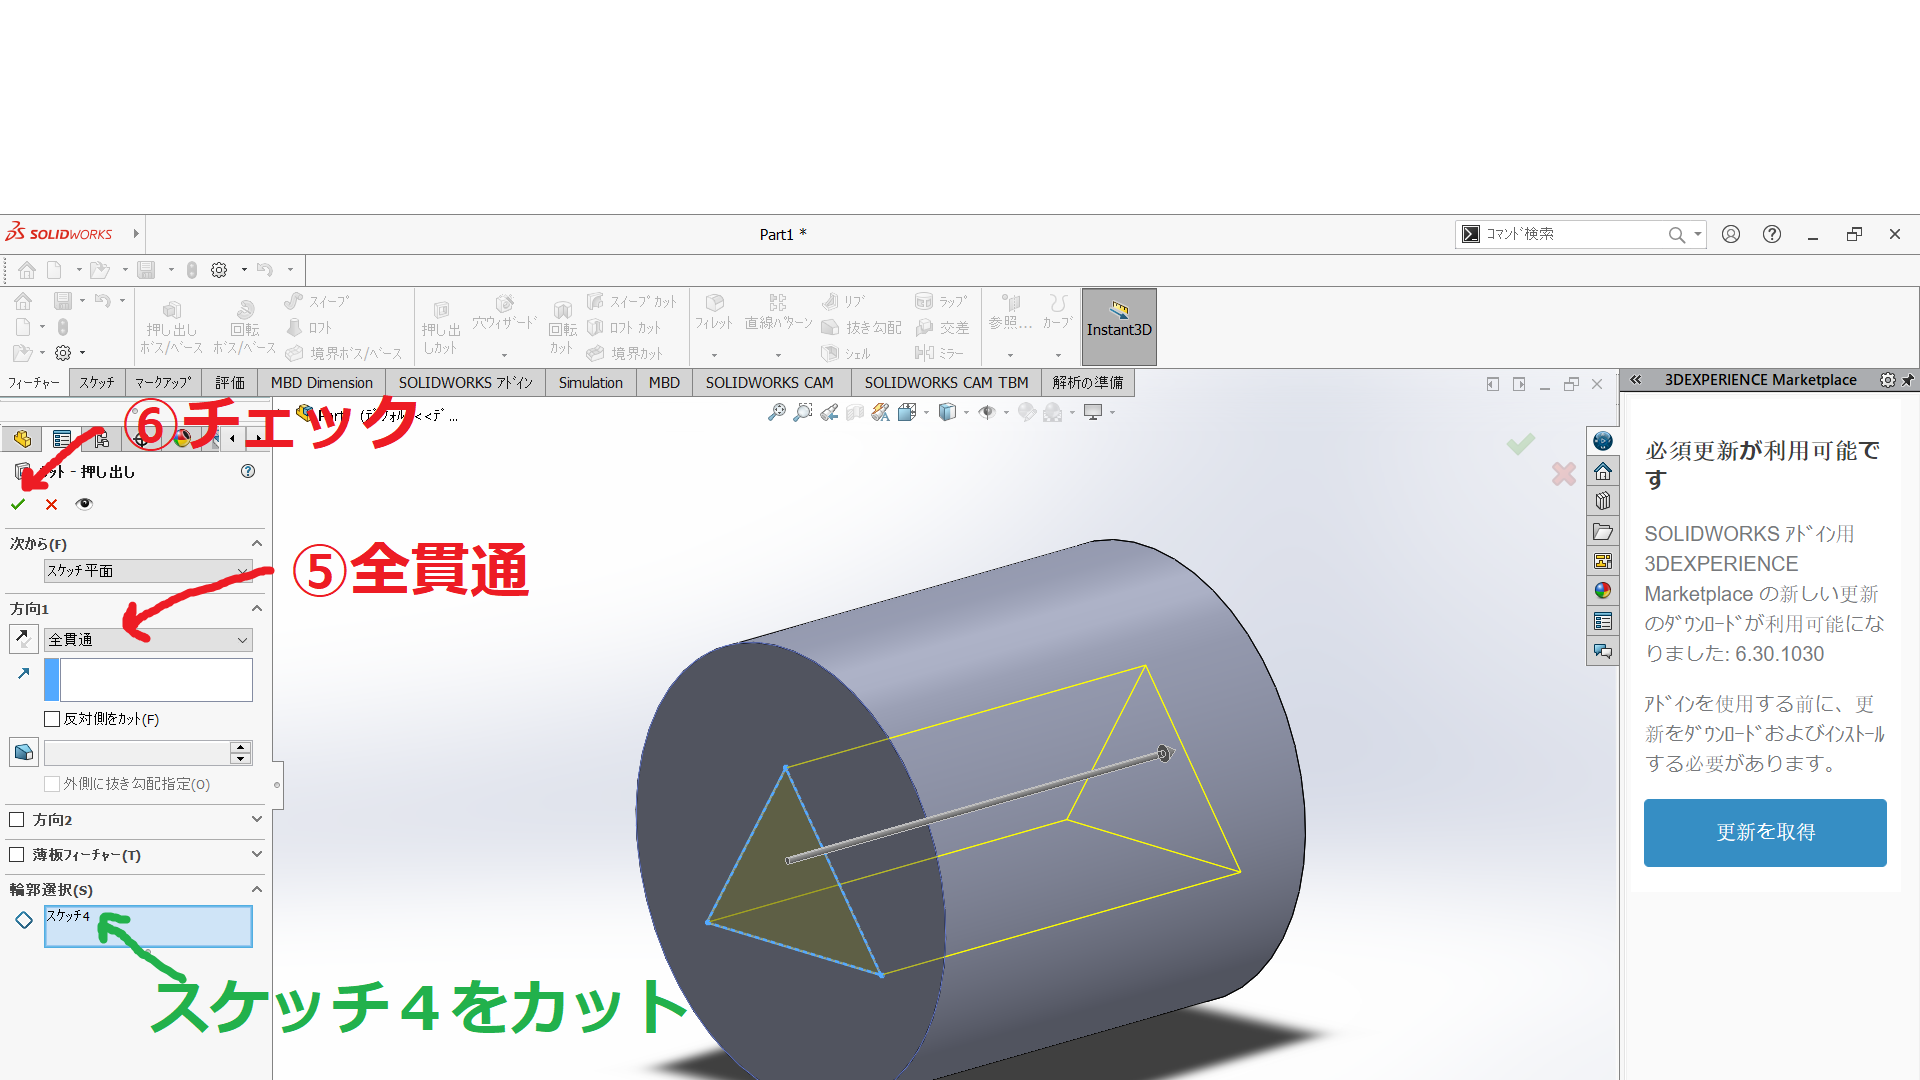 SOLIDWORKS
Part1 *
コマンド検索
押し出し
ボス/ベース
回転
ボス/ベース
スイープ
ロフト
境界ボス/ベース
押し出
しカット
穴ウィザード
回転
カット
スイープ カット
ロフト カット
境界カット
フィレット
直線パターン
リブ
抜き勾配
シェル
ラップ
交差
ミラー
参照...
カーブ
Instant3D
フィーチャー
スケッチ
マークアップ
評価
MBD Dimension
SOLIDWORKS アドイン
Simulation
MBD
SOLIDWORKS CAM
SOLIDWORKS CAM TBM
解析の準備
⑥チェック
カット - 押し出し
次から(F)
スケッチ平面
⑤全貫通
方向1
全貫通
反対側をカット(F)
外側に抜き勾配指定(O)
方向2
薄板フィーチャー(T)
輪郭選択(S)
スケッチ4
スケッチ４をカット
3DEXPERIENCE Marketplace
必須更新が利用可能で
す
SOLIDWORKS アドイン用
3DEXPERIENCE
Marketplace の新しい更新
のダウンロードが利用可能にな
りました: 6.30.1030
アドインを使用する前に、更
新をダウンロードおよびインストール
する必要があります。
更新を取得